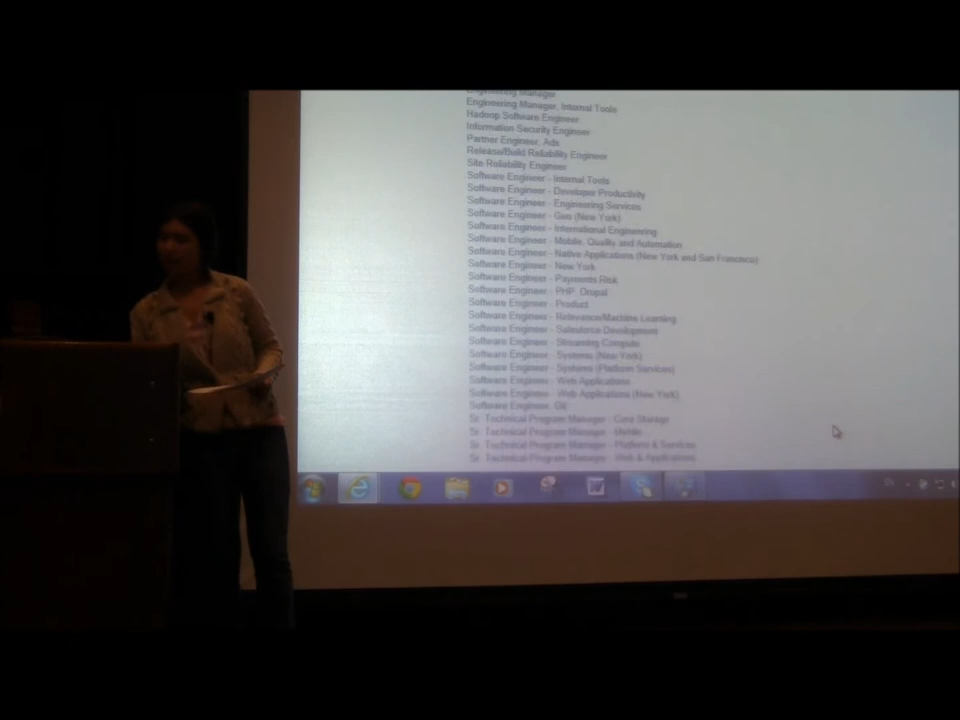 Engineering Manager
Engineering Manager, Internal Tools
Hadoop Software Engineer
Information Security Engineer
Partner Engineer, Ads
Release/Build Reliability Engineer
Site Reliability Engineer
Software Engineer - Internal Tools
Software Engineer - Developer Productivity
Software Engineer - Engineering Services
Software Engineer - Geo (New York)
Software Engineer - International Engineering
Software Engineer - Mobile, Quality and Automation
Software Engineer - Native Applications (New York and San Francisco)
Software Engineer - New York
Software Engineer - Payments Risk
Software Engineer - PHP, Drupal
Software Engineer - Product
Software Engineer - Relevance/Machine Learning
Software Engineer - Salesforce Development
Software Engineer - Streaming Compute
Software Engineer - Systems (New York)
Software Engineer - Systems (Platform Services)
Software Engineer - Web Applications
Software Engineer - Web Applications (New York)
Software Engineer, Git
Sr. Technical Program Manager - Core Storage
Sr. Technical Program Manager - Mobile
Sr. Technical Program Manager - Platform & Services
Sr. Technical Program Manager - Web & Applications
EN